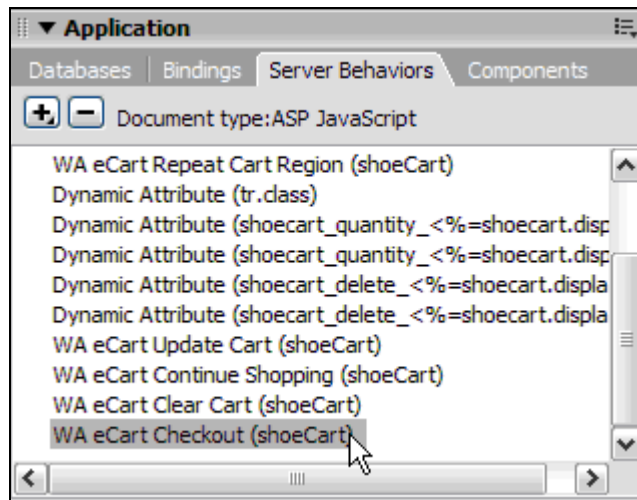 Application
Databases Bindings Server Behaviors Components
Document type:ASP JavaScript
WA eCart Repeat Cart Region (shoeCart)
Dynamic Attribute (tr.class)
Dynamic Attribute (shoecart_quantity_<%=shoecart.disp
Dynamic Attribute (shoecart_quantity_<%=shoecart.disp
Dynamic Attribute (shoecart_delete_<%=shoecart.displa
Dynamic Attribute (shoecart_delete_<%=shoecart.displa
WA eCart Update Cart (shoeCart)
WA eCart Continue Shopping (shoeCart)
WA eCart Clear Cart (shoeCart)
WA eCart Checkout (shoeCart)